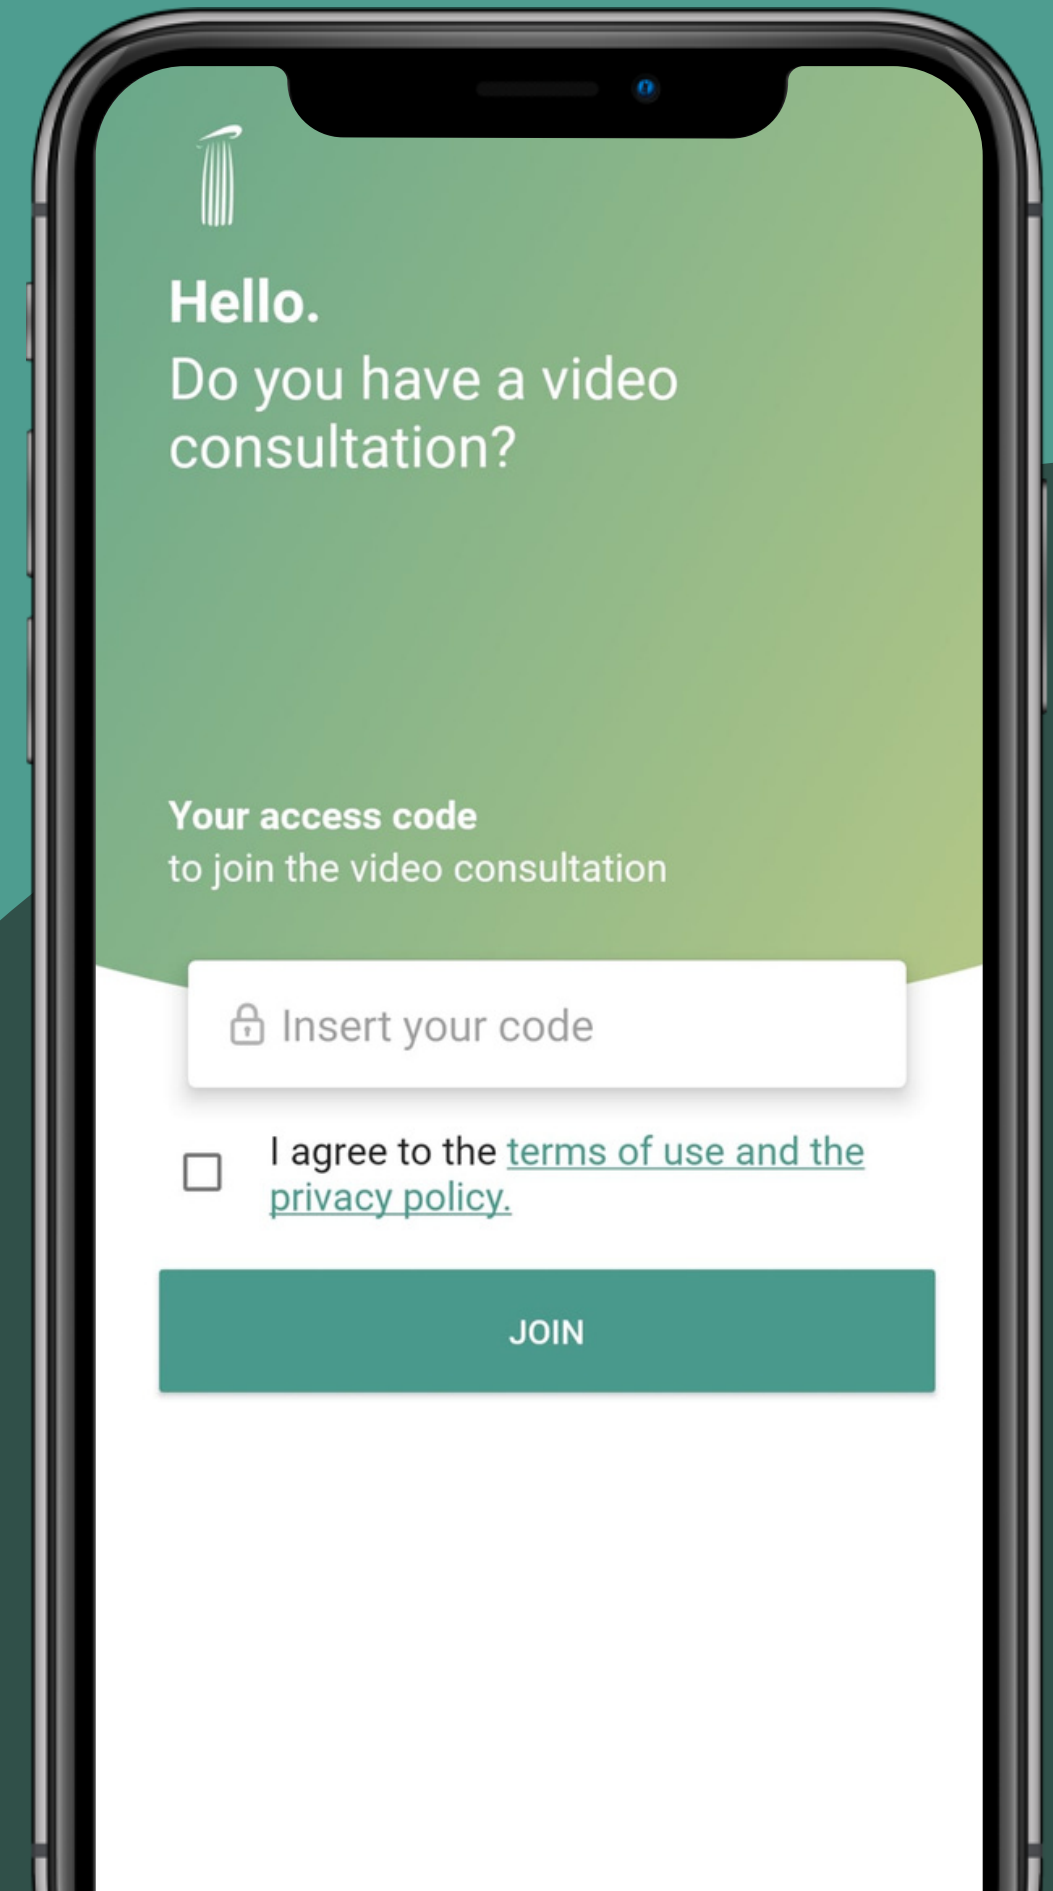 Hello.
Do you have a video
consultation?
Your access code
to join the video consultation
Insert your code
I agree to the terms of use and the
privacy policy.
JOIN